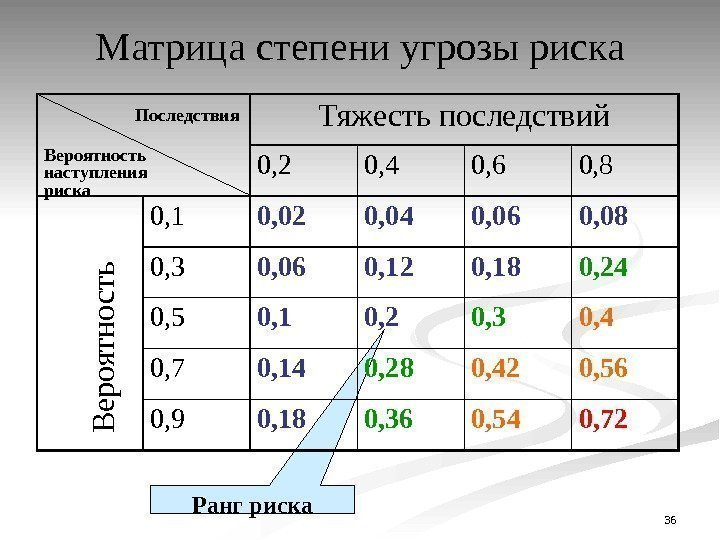 Матрица степени угрозы риска
Последствия
Тяжесть последствий
Вероятность
наступления
риска
0,2 0,4 0,6 0,8
Вероятность
0,1 0,02 0,04 0,06 0,08
0,3 0,06 0,12 0,18 0,24
0,5 0,1 0,2 0,3 0,4
0,7 0,14 0,28 0,42 0,56
0,9 0,18 0,36 0,54 0,72
Ранг риска
36